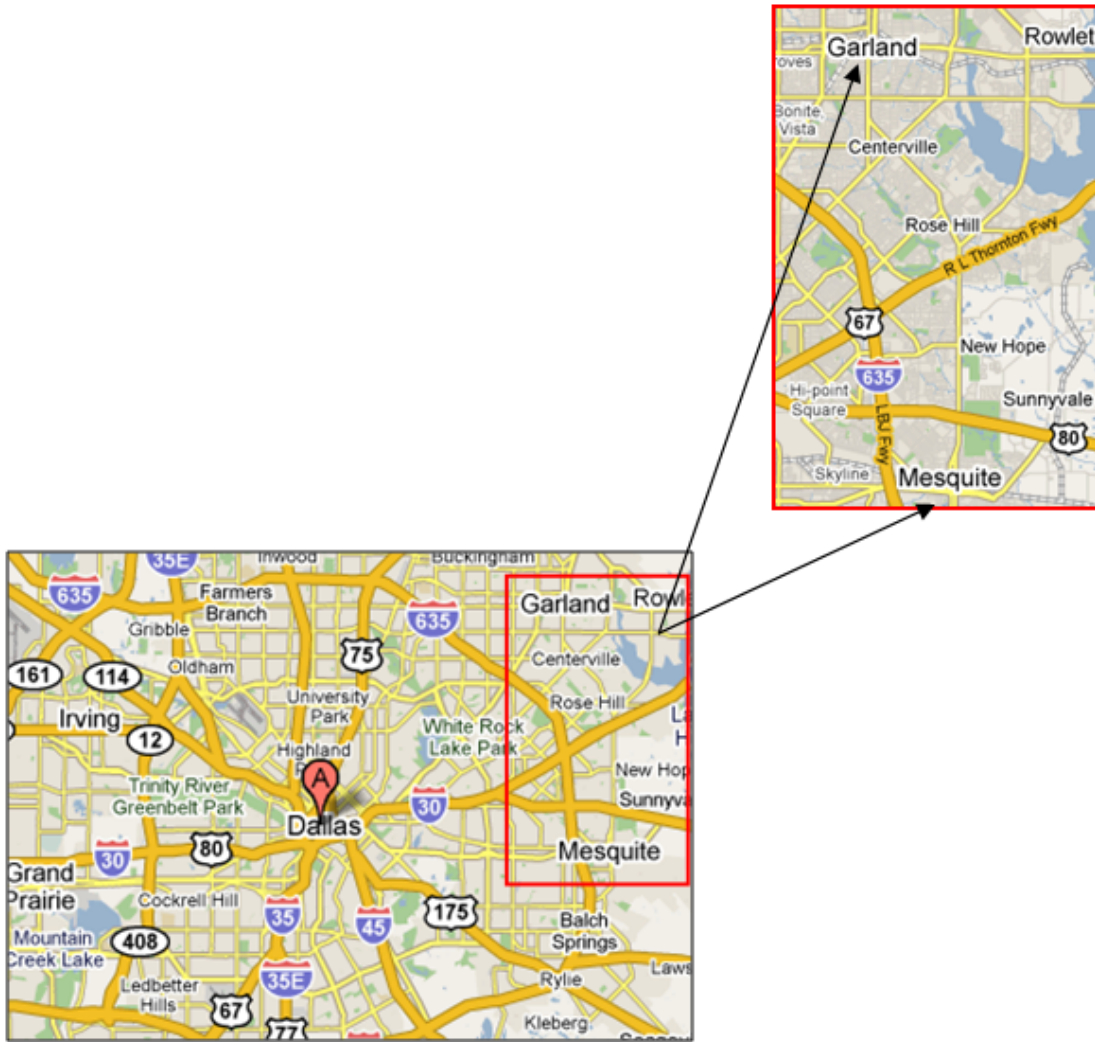 Garland
Rowlet
roves
Bonite
Vista
Centerville
Rose Hill
R L Thornton Fwy
67
New Hope
635
Hi-point
Square
Sunnyvale
LBJ Fwy
80
Skyline
Mesquite
35E
Inwood
Buckingham
635
Farmers
Branch
635
Garland
Rowle
Gribble
75
161
114
Oldham
Centerville
University
Park
Rose Hill
La
H
Irving
12
White Rock
Lake Park
Highland
A
New Hop
Trinity River
Greenbelt Park
30
Sunnyva
Dallas
80
30
Mesquite
Grand
Prairie
Cockrell Hill
35
45
175
Balch
Springs
408
Mountain
Creek Lake
35E
Rylie
Laws
Ledbetter
Hills
67
77
Kleberg